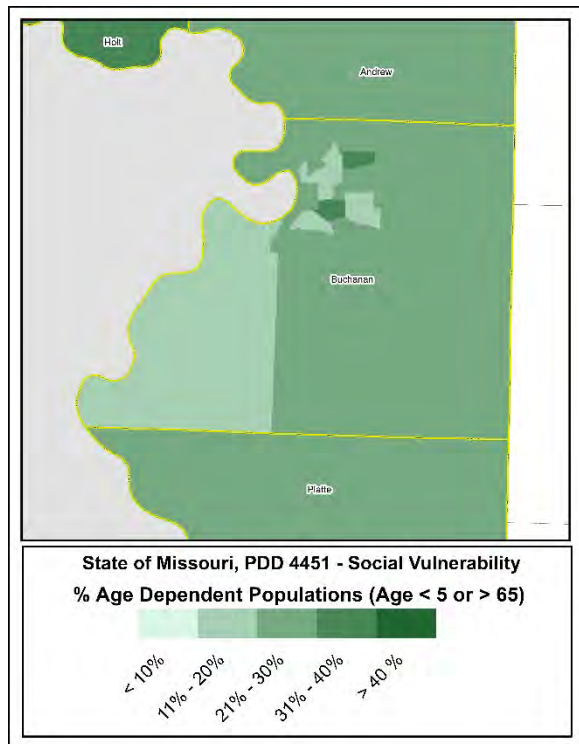 Holt
Andrew
Buchanan
Platte
State of Missouri, PDD 4451 - Social Vulnerability
% Age Dependent Populations (Age < 5 or > 65)
< 10%
11% - 20%
21% - 30%
31% - 40%
> 40 %